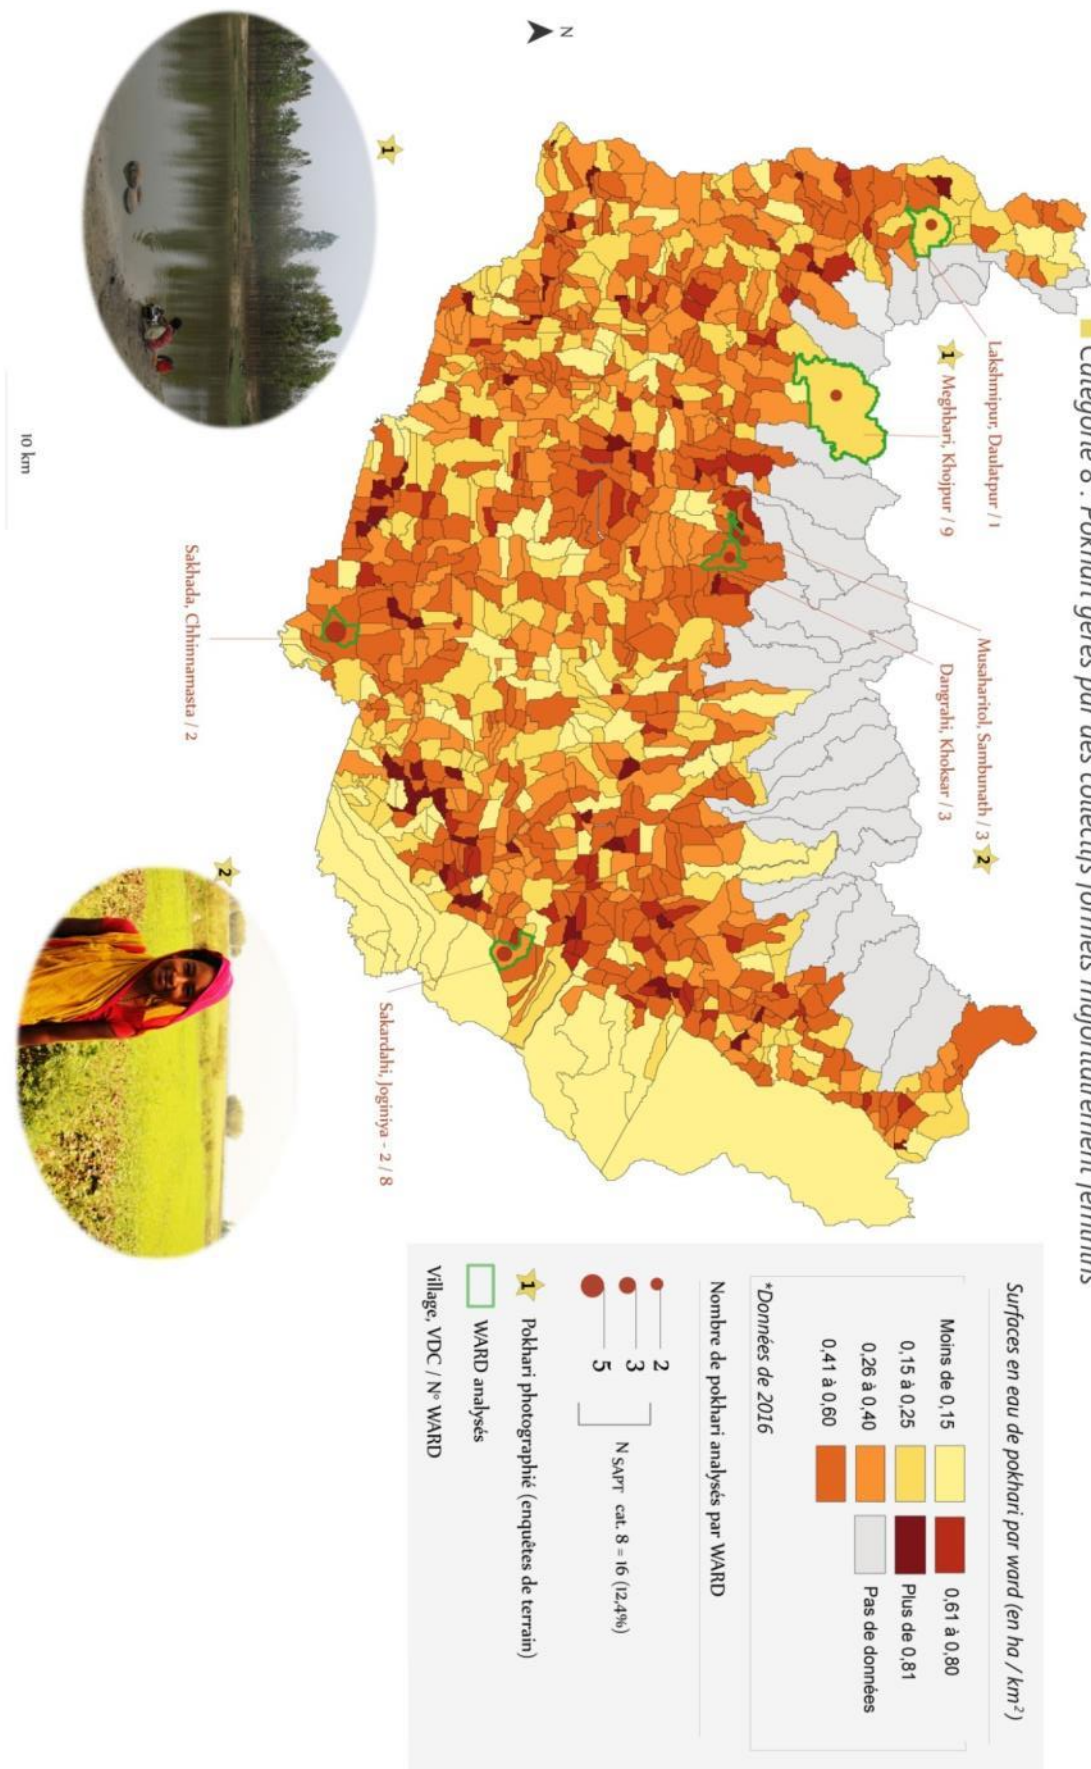 Catégorie 8 : Pokhari gérés par des collectifs formels majoritairement féminins
N
Lakshmipur, Daulatpur / 1
1 Meghbari, Khojpur / 9
Musaharitol, Sambunath / 3 2
Dangrahi, Khoksar / 3
Sakhada, Chhinnamasta / 2
Sakardahi, Joginiya - 2 / 8
1
2
10 km
Surfaces en eau de pokhari par ward (en ha / km²)
Moins de 0,15
0,15 à 0,25
0,26 à 0,40
0,41 à 0,60
0,61 à 0,80
Plus de 0,81
Pas de données
*Données de 2016
Nombre de pokhari analysés par WARD
2
3
5
N SAPT cat. 8 = 16 (12,4%)
1 Pokhari photographié (enquêtes de terrain)
WARD analysés
Village, VDC / N° WARD